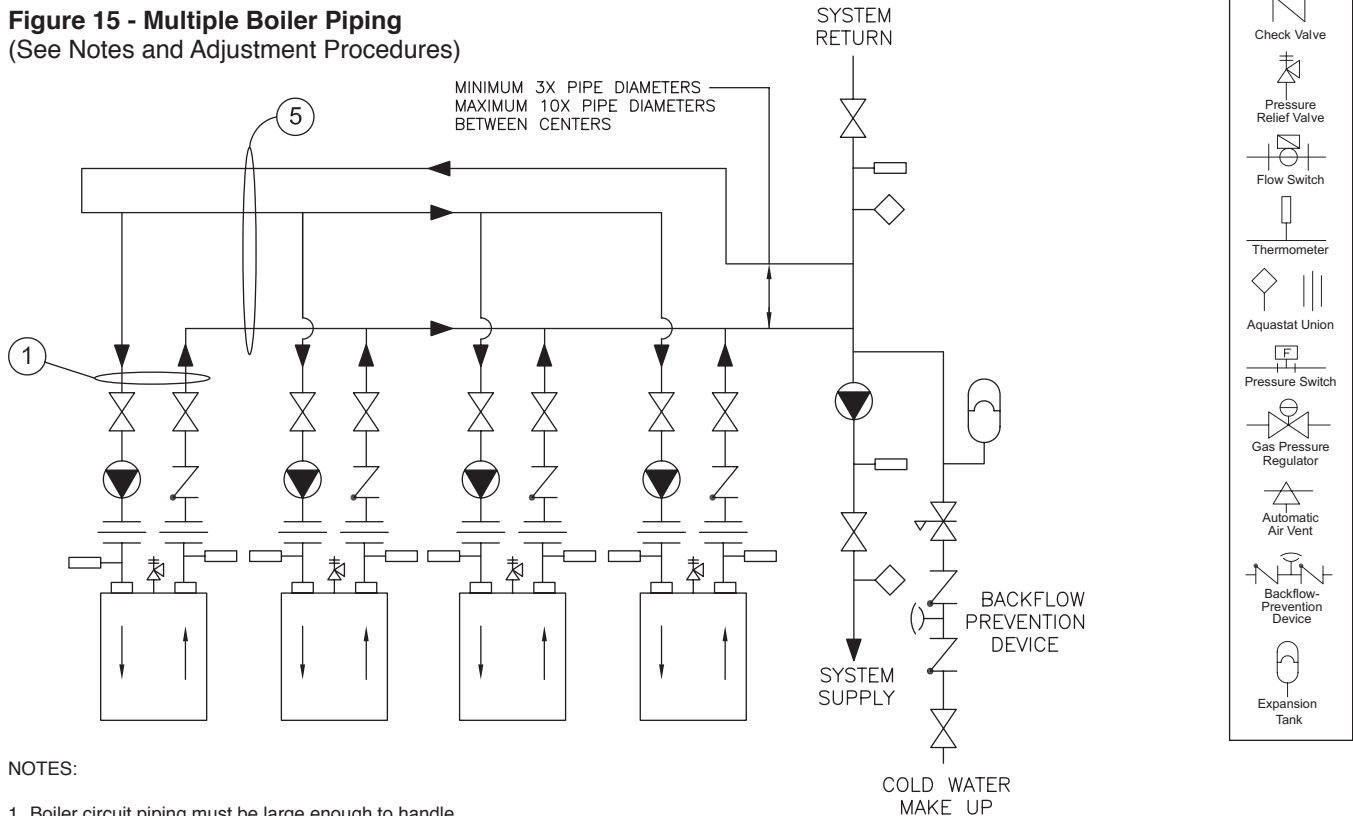 Figure 15 - Multiple Boiler Piping
(See Notes and Adjustment Procedures)
SYSTEM
RETURN
MINIMUM 3X PIPE DIAMETERS
MAXIMUM 10X PIPE DIAMETERS
BETWEEN CENTERS
5
1
BACKFLOW
PREVENTION
DEVICE
SYSTEM
SUPPLY
COLD WATER
MAKE UP
NOTES:
1. Boiler circuit piping must be large enough to handle
Check Valve
Pressure
Relief Valve
Flow Switch
Thermometer
Aquastat Union
F
Pressure Switch
Gas Pressure
Regulator
Automatic
Air Vent
Backflow-
Prevention
Device
Expansion
Tank